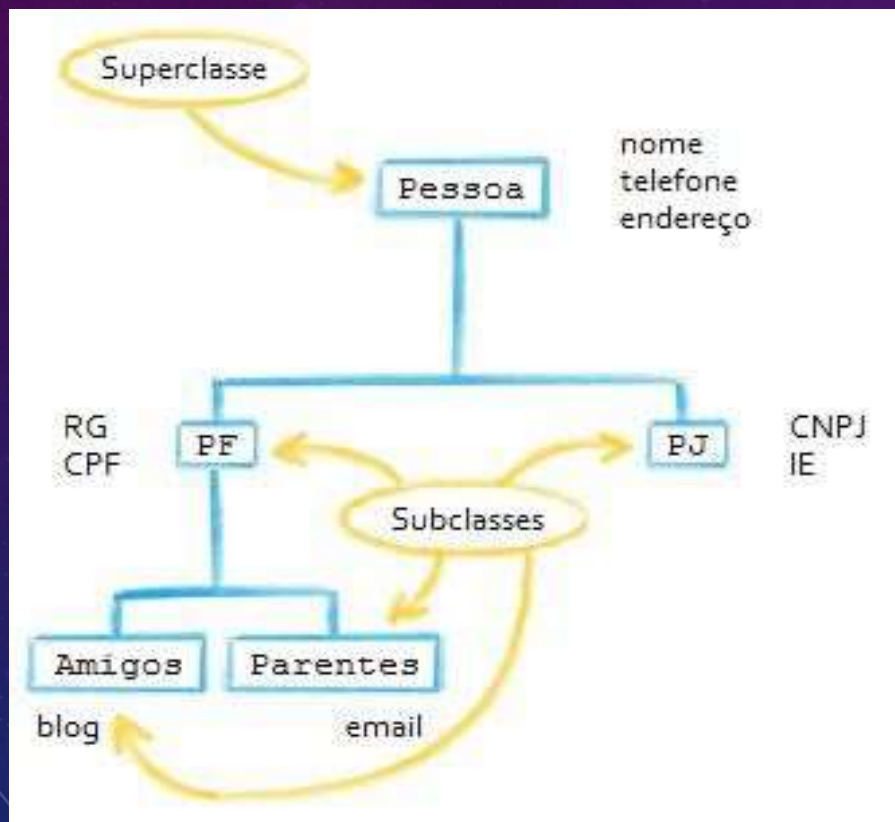 Superclasse
Pessoa
nome
telefone
endereço
RG
CPF
PF
PJ
CNPJ
IE
Subclasses
Amigos
Parentes
blog
email